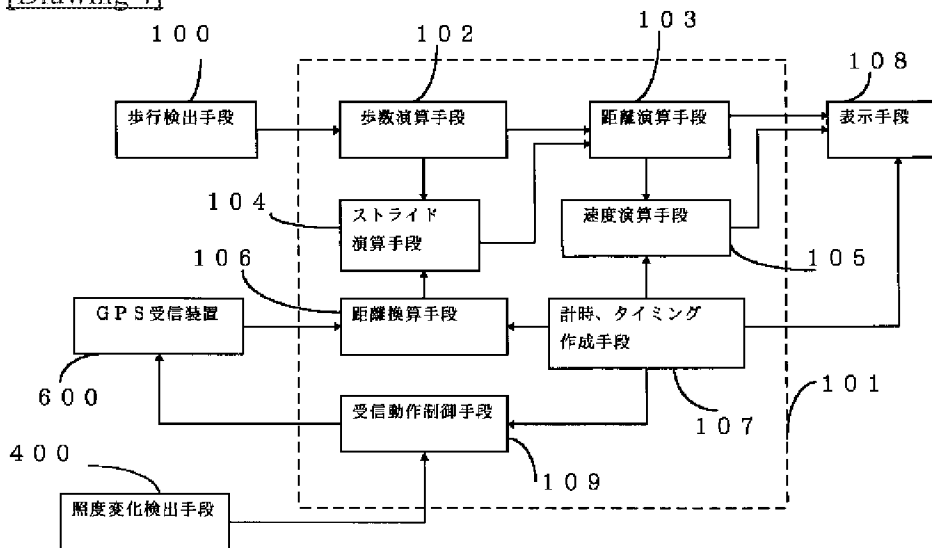 １００
１０２
１０３
１０８
歩行検出手段
歩数演算手段
距離演算手段
表示手段
１０４
ストライド
演算手段
速度演算手段
１０５
１０６
ＧＰＳ受信装置
距離換算手段
計時、タイミング
作成手段
６００
１０１
１０７
受信動作制御手段
４００
１０９
照度変化検出手段